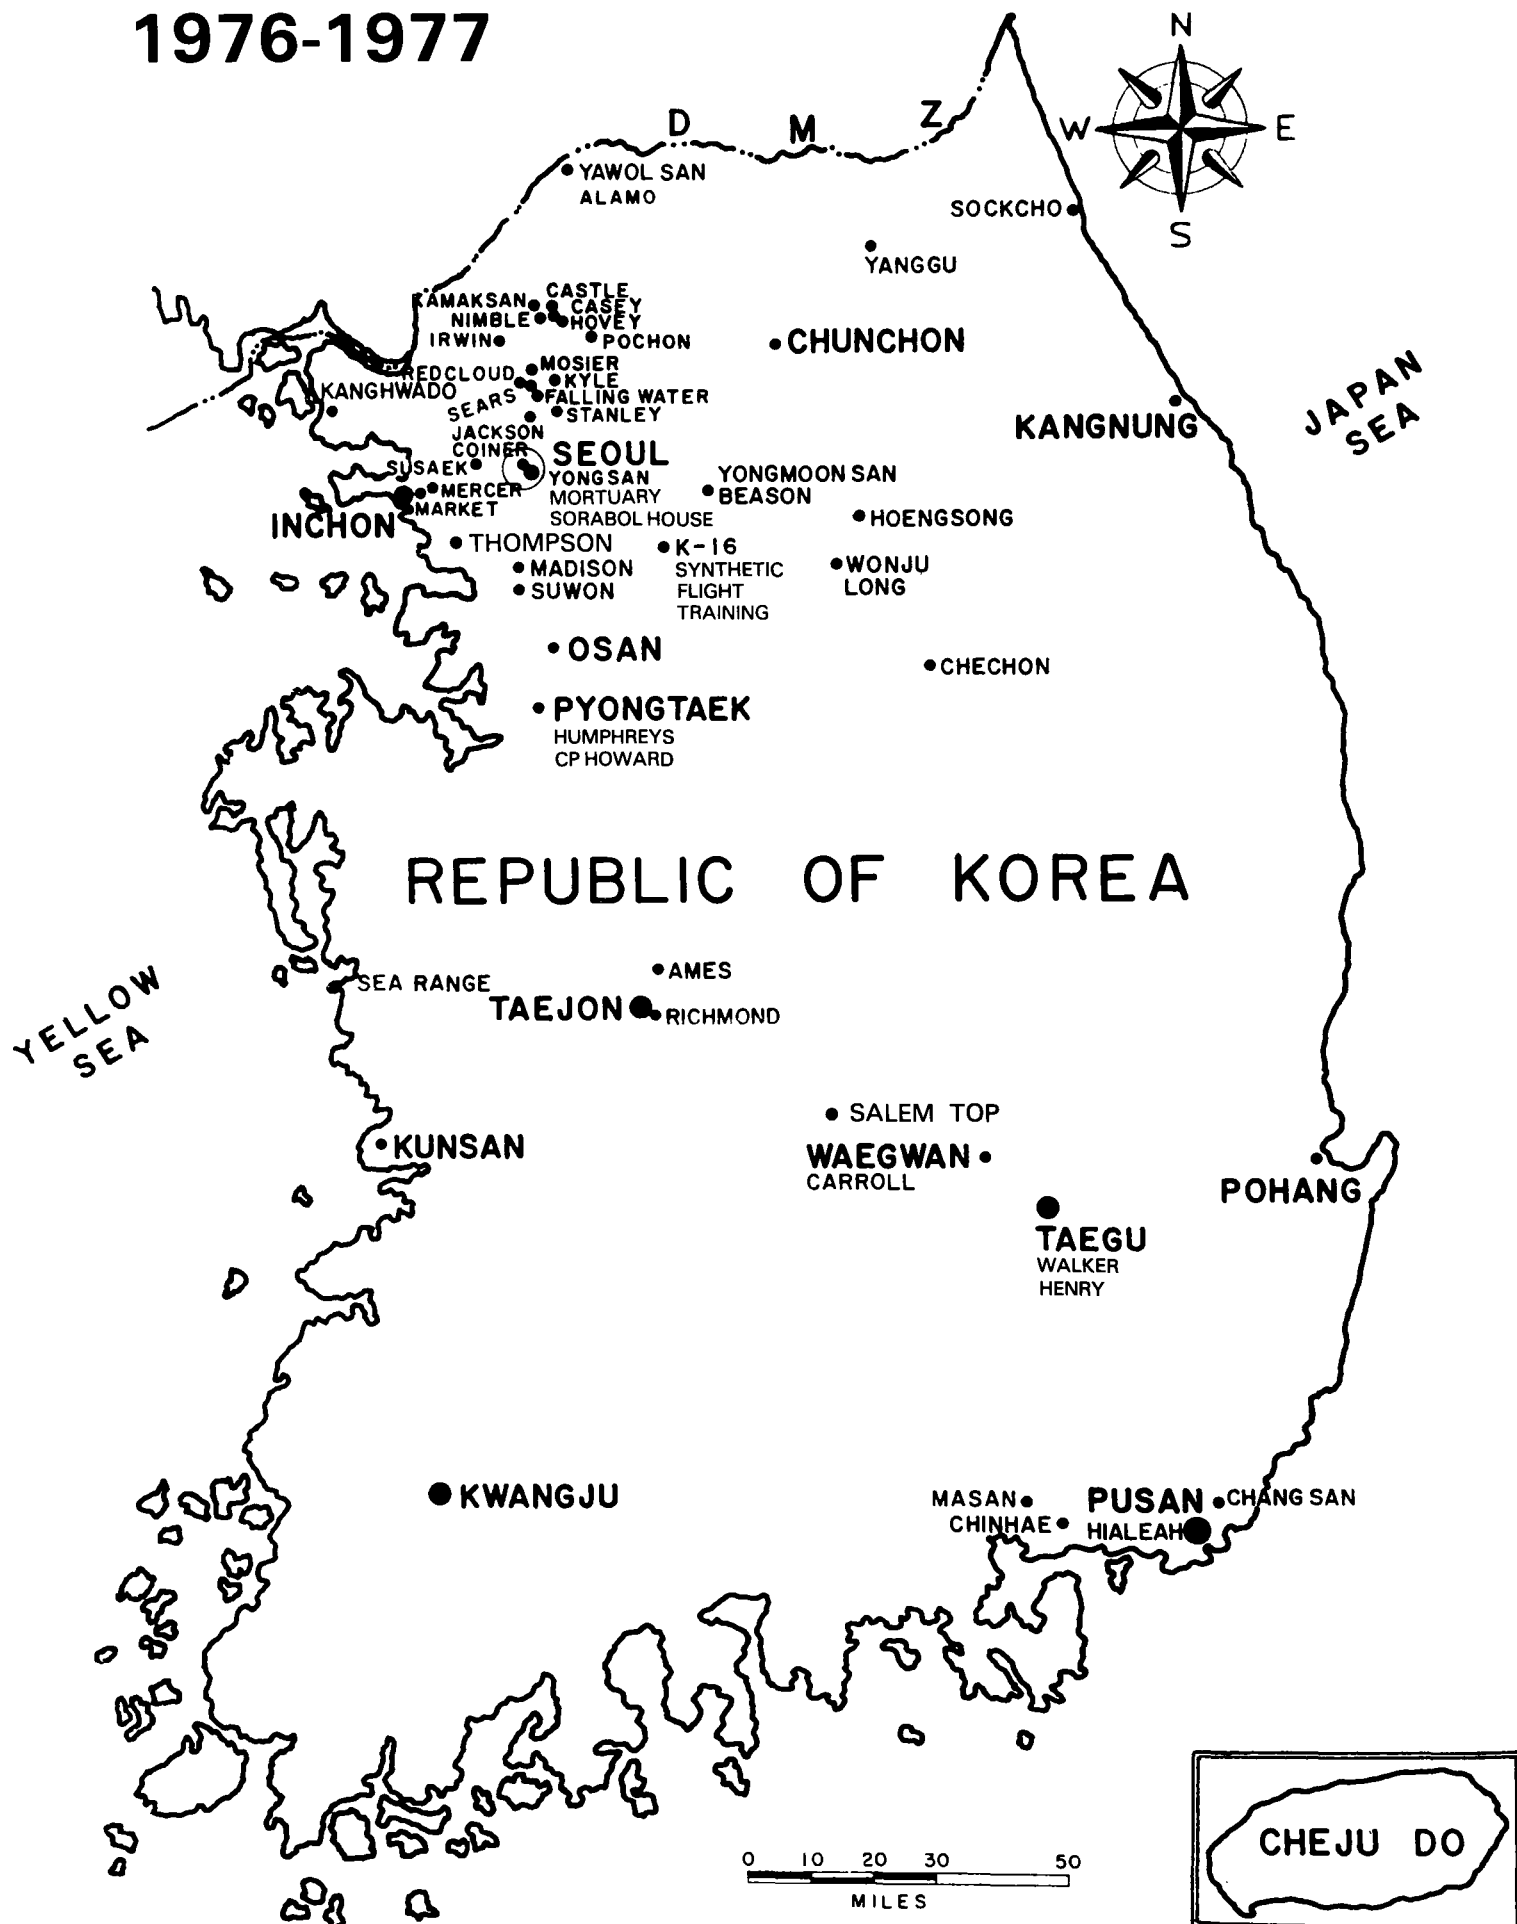 1976-1977
N
W E
S
D M Z
YAWOL SAN
ALAMO
SOCKCHO
YANGGU
CASTLE
KAMAKSAN
CASEY
NIMBLE
HOVEY
IRWIN
POCHON
CHUNCHON
MOSIER
REDCLOUD
KYLE
KANGHWADO
FALLING WATER
SEARS
STANLEY
JACKSON
COINER
SEOUL
SUSAEK
YONGSAN
MORTUARY
SORABOL HOUSE
MERCER
MARKET
INCHON
KANGNUNG
JAPAN
SEA
YONGMOON SAN
BEASON
HOENGSONG
THOMPSON
K-16
SYNTHETIC
FLIGHT
TRAINING
WONJU
LONG
MADISON
SUWON
OSAN
CHECHON
PYONGTAEK
HUMPHREYS
CP HOWARD
REPUBLIC OF KOREA
YELLOW
SEA
SEA RANGE
AMES
TAEJON
RICHMOND
SALEM TOP
KUNSAN
WAEGWAN
CARROLL
POHANG
TAEGU
WALKER
HENRY
KWANGJU
MASAN
CHINHAE
PUSAN
HIALEAH
CHANG SAN
0 10 20 30 50
MILES
CHEJU DO